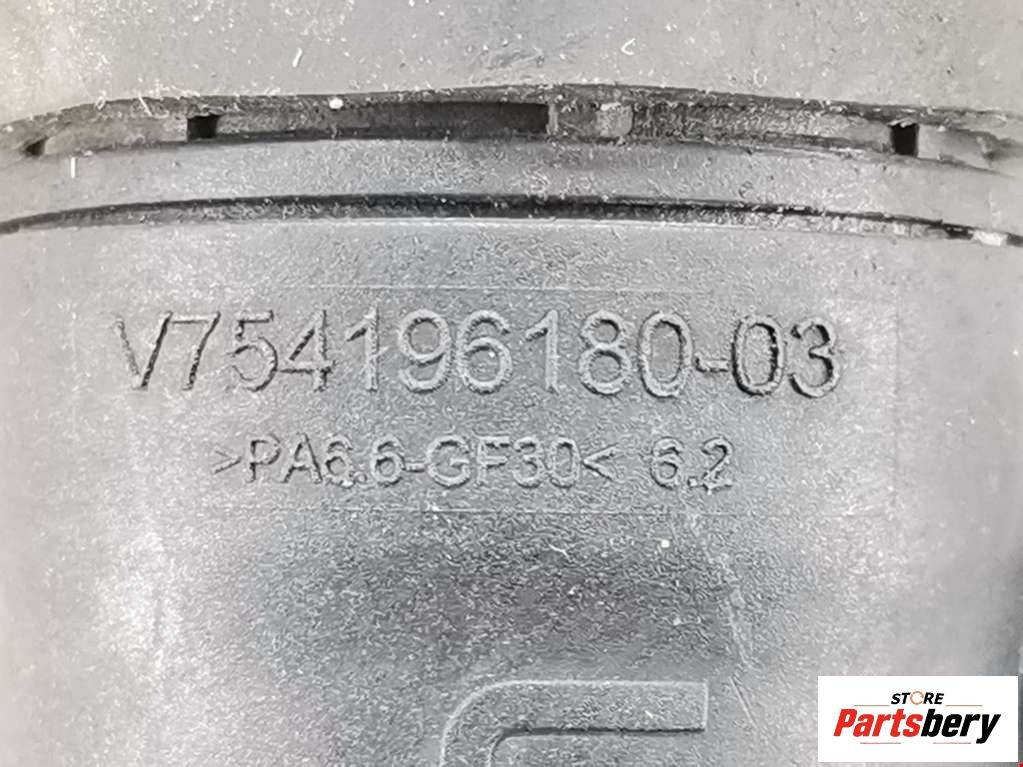 V754196180-03
>PA6.6-GF30< 6.2
STORE
Partsbery